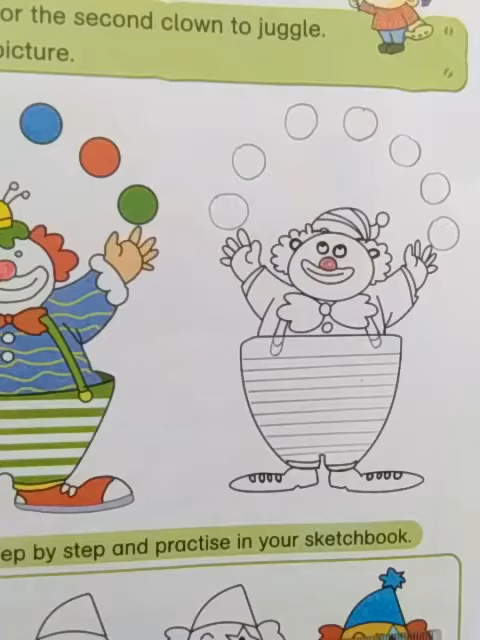 or the second clown to juggle.
picture.
ep by step and practise in your sketchbook.